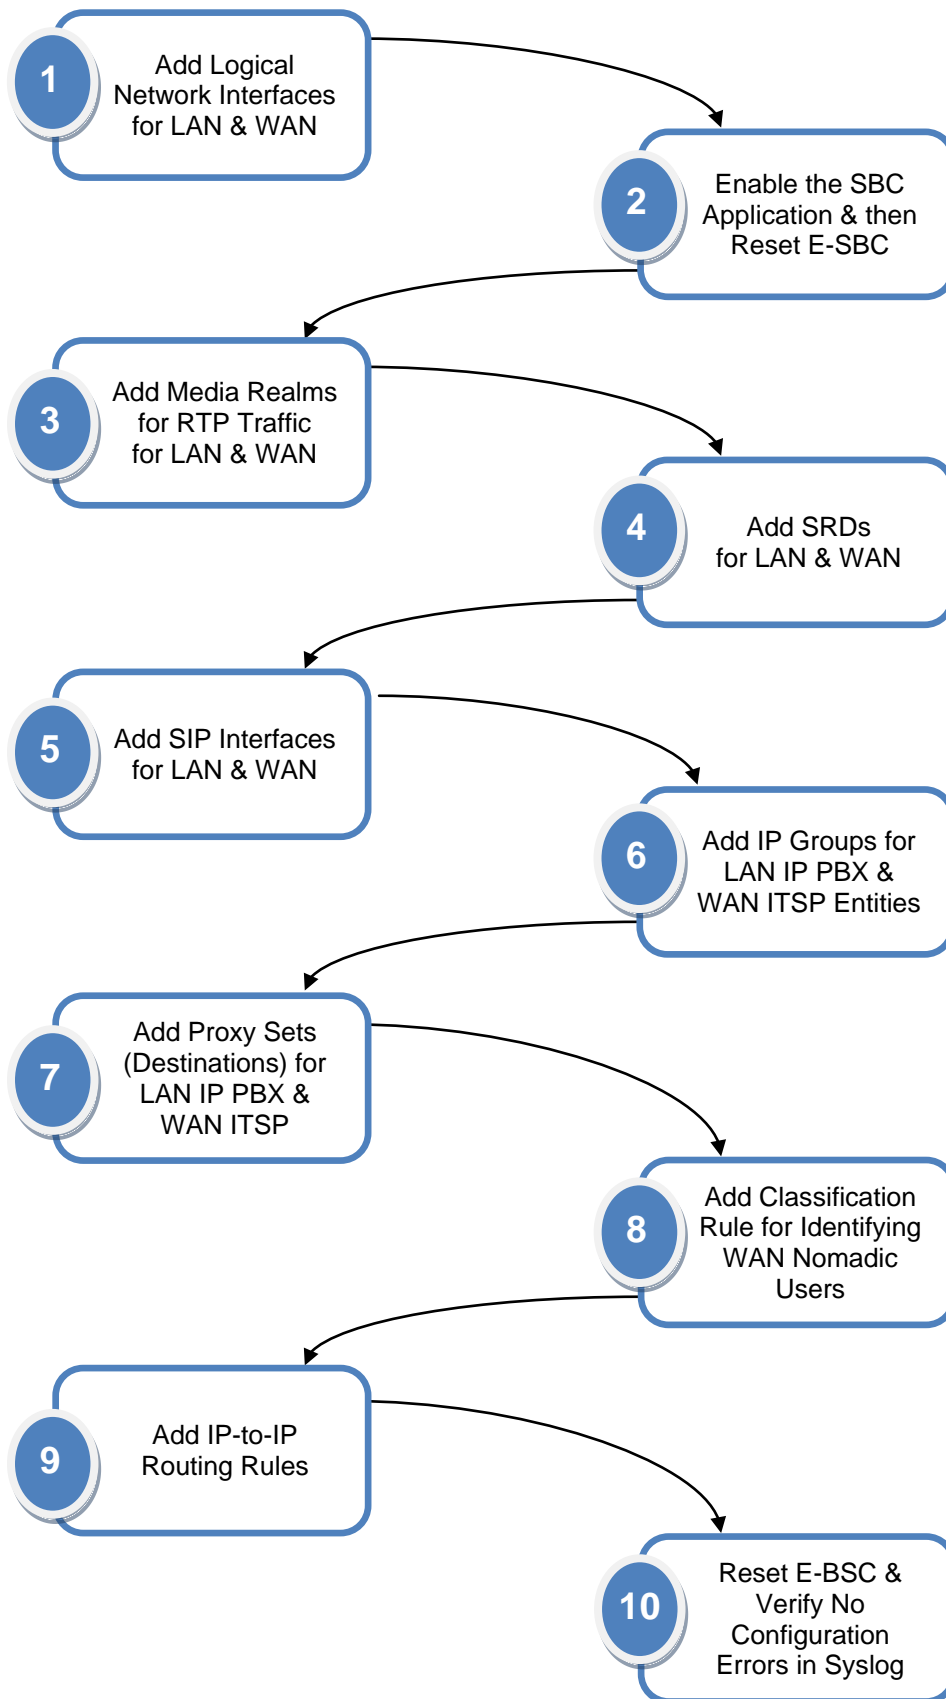 1
Add Logical
Network Interfaces
for LAN & WAN
2
Enable the SBC
Application & then
Reset E-SBC
3
Add Media Realms
for RTP Traffic
for LAN & WAN
4
Add SRDs
for LAN & WAN
5
Add SIP Interfaces
for LAN & WAN
6
Add IP Groups for
LAN IP PBX &
WAN ITSP Entities
7
Add Proxy Sets
(Destinations) for
LAN IP PBX &
WAN ITSP
8
Add Classification
Rule for Identifying
WAN Nomadic
Users
9
Add IP-to-IP
Routing Rules
10
Reset E-BSC &
Verify No
Configuration
Errors in Syslog